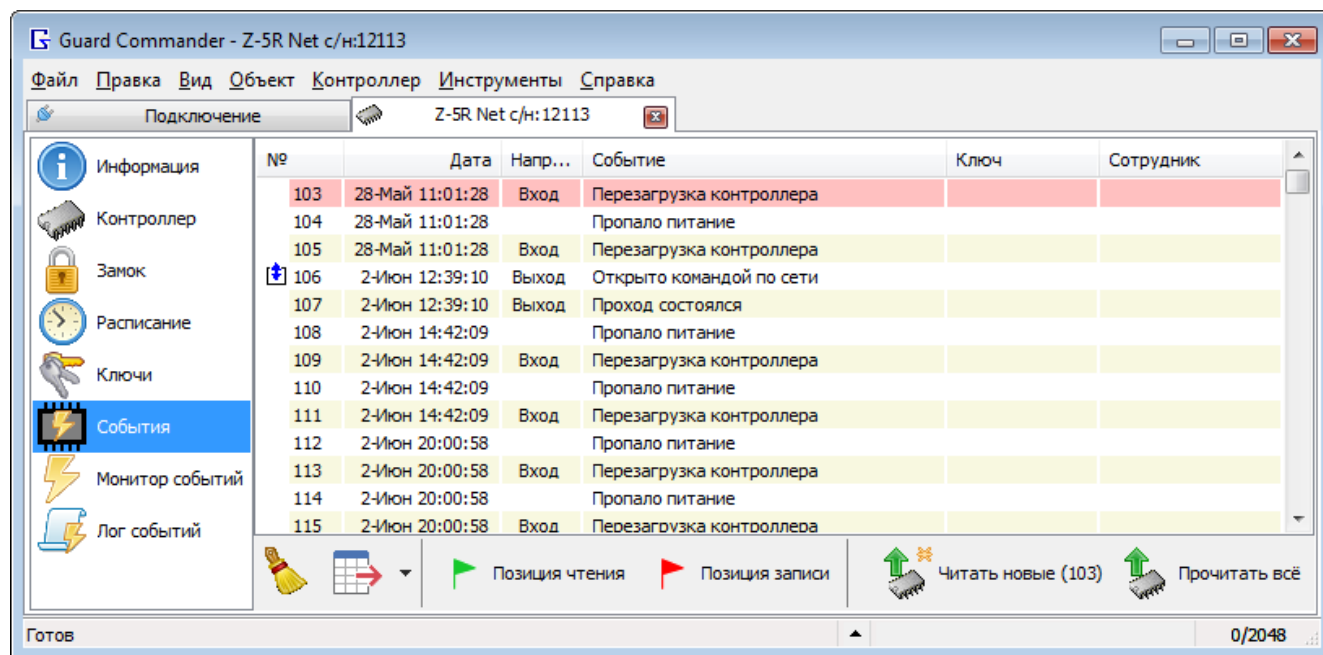 Guard Commander - Z-5R Net с/н:12113
Файл Правка Вид Объект Контроллер Инструменты Справка
Подключение Z-5R Net с/н:12113
Информация
Контроллер
Замок
Расписание
Ключи
События
Монитор событий
Лог событий
№ Дата Напр... Событие Ключ Сотрудник
103 28-Май 11:01:28 Вход Перезагрузка контроллера
104 28-Май 11:01:28 Пропало питание
105 28-Май 11:01:28 Вход Перезагрузка контроллера
106 2-Июн 12:39:10 Выход Открыто командой по сети
107 2-Июн 12:39:10 Выход Проход состоялся
108 2-Июн 14:42:09 Пропало питание
109 2-Июн 14:42:09 Вход Перезагрузка контроллера
110 2-Июн 14:42:09 Пропало питание
111 2-Июн 14:42:09 Вход Перезагрузка контроллера
112 2-Июн 20:00:58 Пропало питание
113 2-Июн 20:00:58 Вход Перезагрузка контроллера
114 2-Июн 20:00:58 Пропало питание
115 2-Июн 20:00:58 Вход Перезагрузка контроллера
Позиция чтения Позиция записи Читать новые (103) Прочитать всё
Готов 0/2048